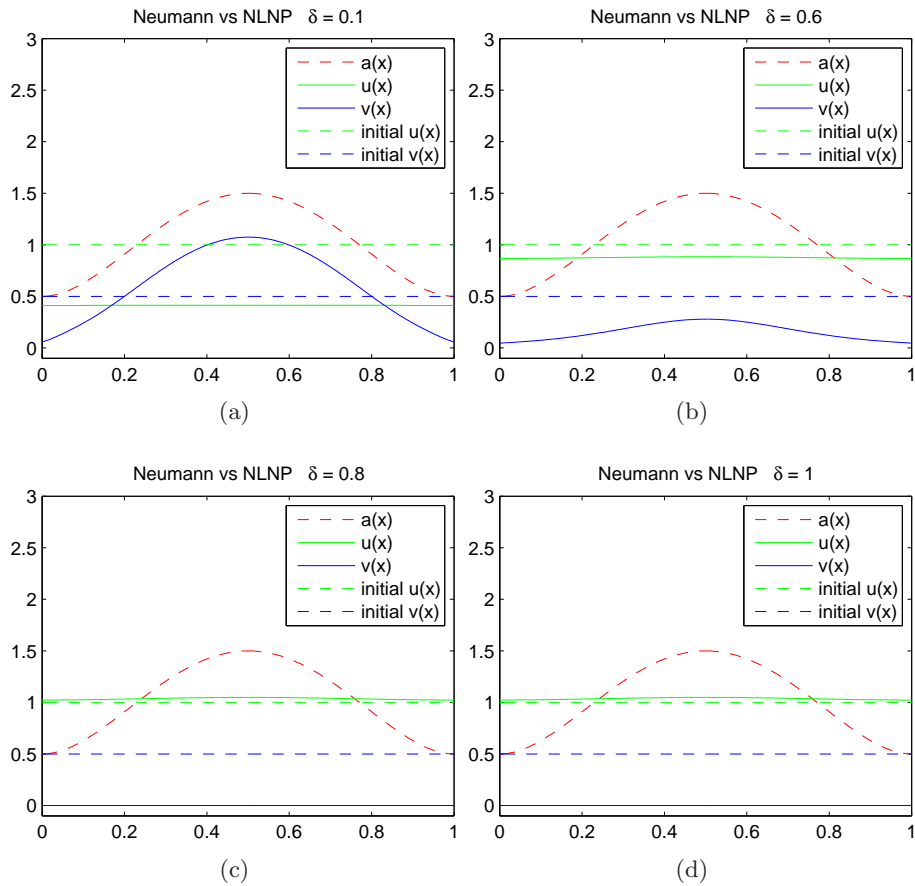 Neumann vs NLNP δ = 0.1
3
2.5
2
1.5
1
0.5
0
0 0.2 0.4 0.6 0.8 1
a(x)
u(x)
v(x)
initial u(x)
initial v(x)
(a)
Neumann vs NLNP δ = 0.6
3
2.5
2
1.5
1
0.5
0
0 0.2 0.4 0.6 0.8 1
a(x)
u(x)
v(x)
initial u(x)
initial v(x)
(b)
Neumann vs NLNP δ = 0.8
3
2.5
2
1.5
1
0.5
0
0 0.2 0.4 0.6 0.8 1
a(x)
u(x)
v(x)
initial u(x)
initial v(x)
(c)
Neumann vs NLNP δ = 1
3
2.5
2
1.5
1
0.5
0
0 0.2 0.4 0.6 0.8 1
a(x)
u(x)
v(x)
initial u(x)
initial v(x)
(d)